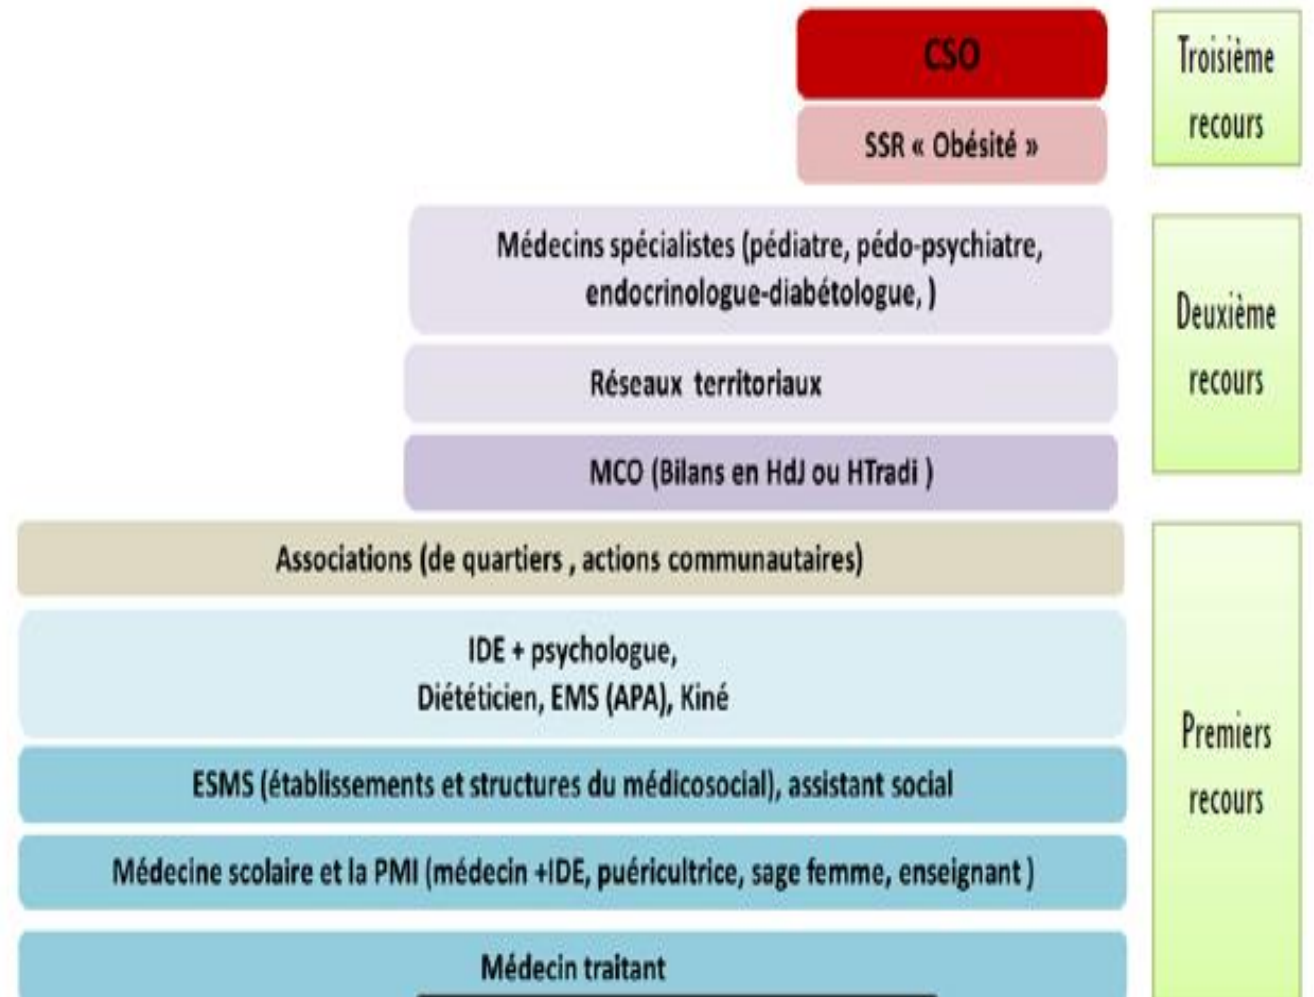 CSO
SSR « Obésité »
Troisième
recours
Médecins spécialistes (pédiatre, pédo-psychiatre,
endocrinologue-diabétologue, )
Réseaux territoriaux
MCO (Bilans en HdJ ou HTradi )
Deuxième
recours
Associations (de quartiers , actions communautaires)
IDE + psychologue,
Diététicien, EMS (APA), Kiné
ESMS (établissements et structures du médicosocial), assistant social
Médecine scolaire et la PMI (médecin +IDE, puéricultrice, sage femme, enseignant )
Médecin traitant
Premiers
recours